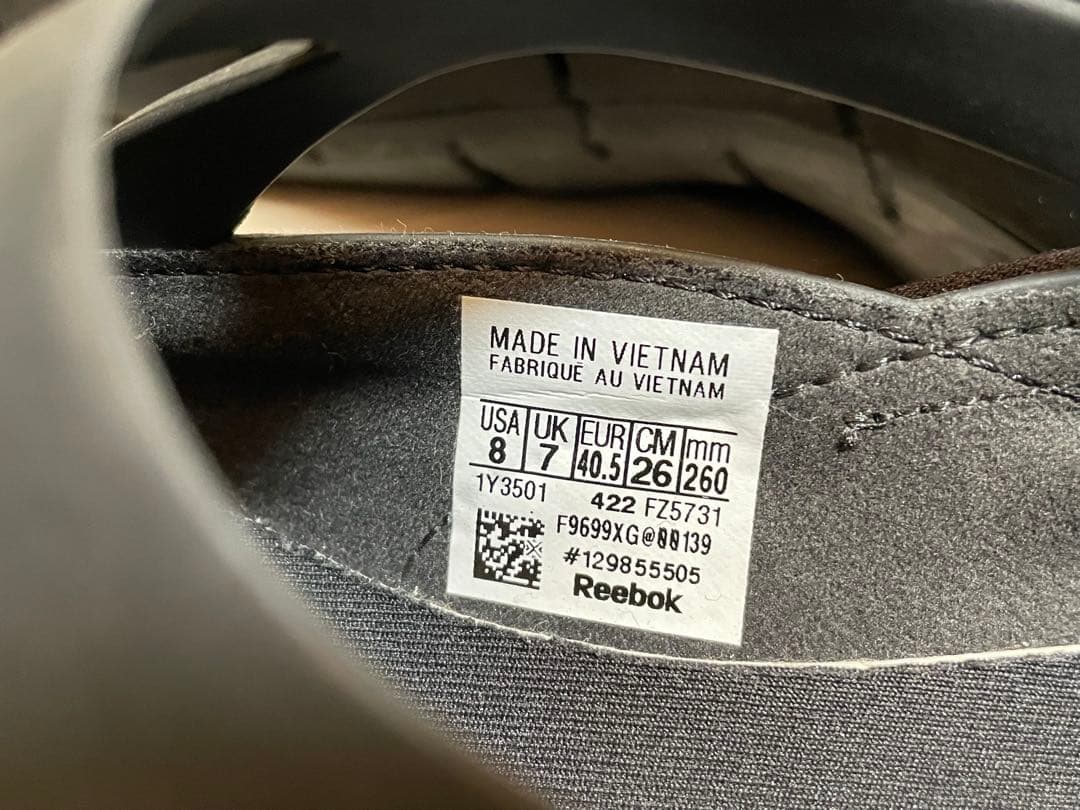 MADE IN VIETNAM
FABRIQUÉ AU VIETNAM
USA UK EUR CM mm
8 7 40.5 26 260
1Y3501 422 FZ5731
F9699XG@00139
#129855505
Reebok